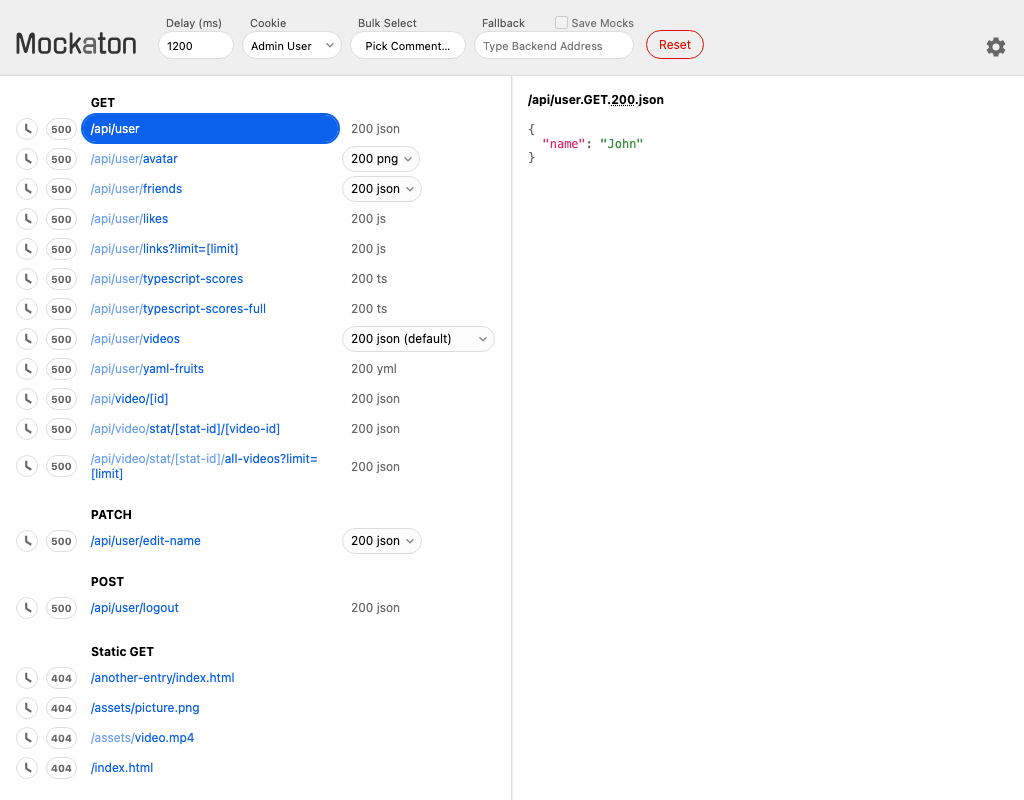 Mockaton
Delay (ms)
1200
Cookie
Admin User
Bulk Select
Pick Comment...
Fallback
Save Mocks
Type Backend Address
Reset
GET
500 /api/user 200 json
500 /api/user/avatar 200 png
500 /api/user/friends 200 json
500 /api/user/likes 200 js
500 /api/user/links?limit=[limit] 200 js
500 /api/user/typescript-scores 200 ts
500 /api/user/typescript-scores-full 200 ts
500 /api/user/videos 200 json (default)
500 /api/user/yaml-fruits 200 yml
500 /api/video/[id] 200 json
500 /api/video/stat/[stat-id]/[video-id] 200 json
500 /api/video/stat/[stat-id]/all-videos?limit=
[limit] 200 json
PATCH
500 /api/user/edit-name 200 json
POST
500 /api/user/logout 200 json
Static GET
404 /another-entry/index.html
404 /assets/picture.png
404 /assets/video.mp4
404 /index.html
/api/user.GET.200.json
{
"name": "John"
}